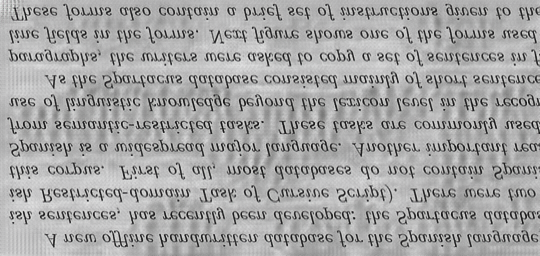 A new offline handwritten database for the Spanish language
ish sentences, has recently been developed: the Spartacus databas
ish Restricted-domain Task of Cursive Script). There were two
this corpus. First of all, most databases do not contain Spani
Spanish is a widespread major language. Another important rea
from semantic-restricted tasks. These tasks are commonly used
use of linguistic knowledge beyond the lexicon level in the recogn
As the Spartacus database consisted mainly of short sentence
paragraphs, the writers were asked to copy a set of sentences in f
line fields in the forms. Next figure shows one of the forms used
These forms also contain a brief set of instructions given to the